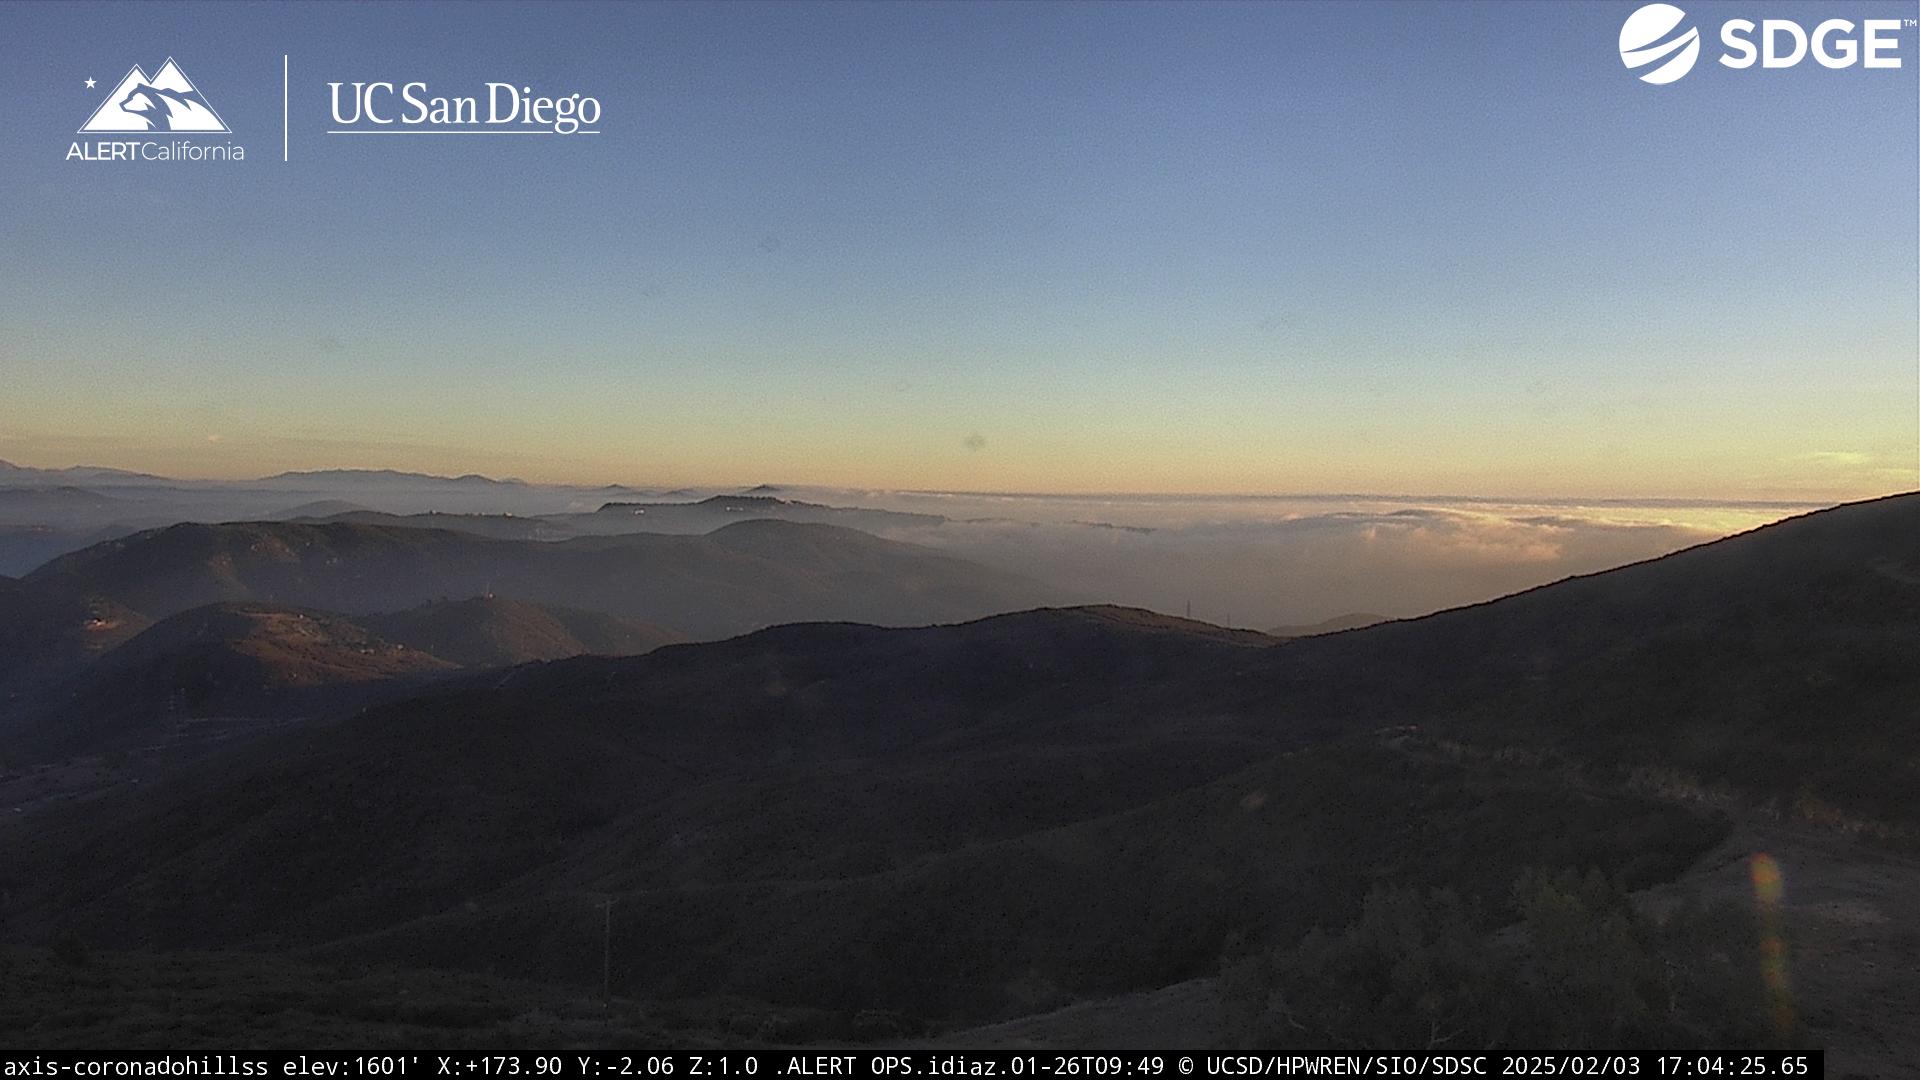 SDGE™
ALERTCalifornia
UC San Diego
axis-coronadohillss elev:1601' X:+173.90 Y:-2.06 Z:1.0 .ALERT OPS.idiaz.01-26T09:49 © UCSD/HPWREN/SIO/SDSC 2025/02/03 17:04:25.65